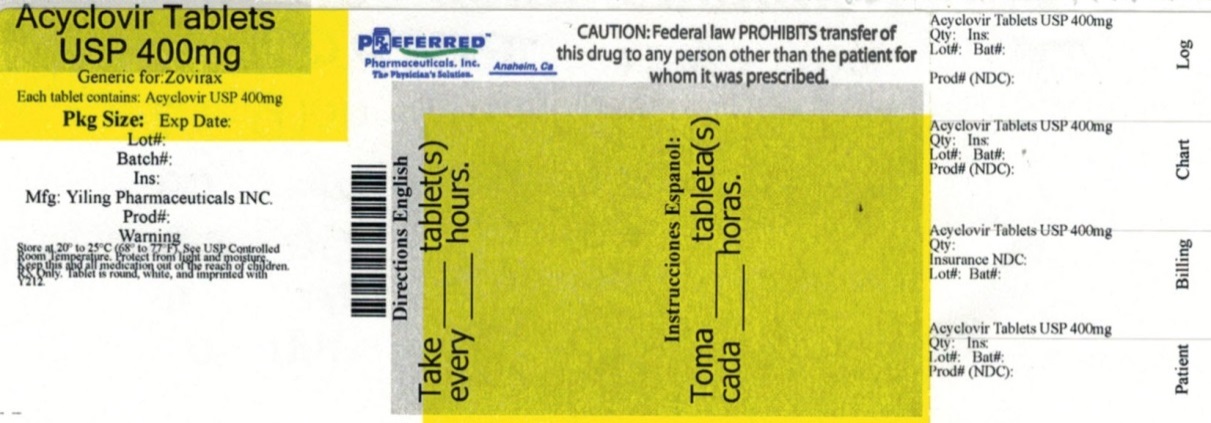 Acyclovir Tablets
USP 400mg
Generic for:Zovirax
Each tablet contains: Acyclovir USP 400mg
Pkg Size: Exp Date:
Lot#:
Batch#:
Ins:
Mfg: Yiling Pharmaceuticals INC.
Prod#:
Warning
Store at 20° to 25°C (68° to 77°F). See USP Controlled
Room Temperature. Protect from light and moisture.
Keep this and all medication out of the reach of children.
RX Only. Tablet is round, white, and imprinted with
Y212.
PREFERRED™
Pharmaceuticals, Inc.
The Physician's Solution.
Anaheim, Ca
CAUTION: Federal law PROHIBITS transfer of
this drug to any person other than the patient for
whom it was prescribed.
Directions English
Take ____ tablet(s)
every ____ hours.
Instrucciones Espanol:
Toma ____ tableta(s)
cada ____ horas.
Acyclovir Tablets USP 400mg
Qty: Ins:
Lot#: Bat#:
Prod# (NDC):
Log
Acyclovir Tablets USP 400mg
Qty: Ins:
Lot#: Bat#:
Prod# (NDC):
Chart
Acyclovir Tablets USP 400mg
Qty:
Insurance NDC:
Lot#: Bat#:
Billing
Acyclovir Tablets USP 400mg
Qty: Ins:
Lot#: Bat#:
Prod# (NDC):
Patient